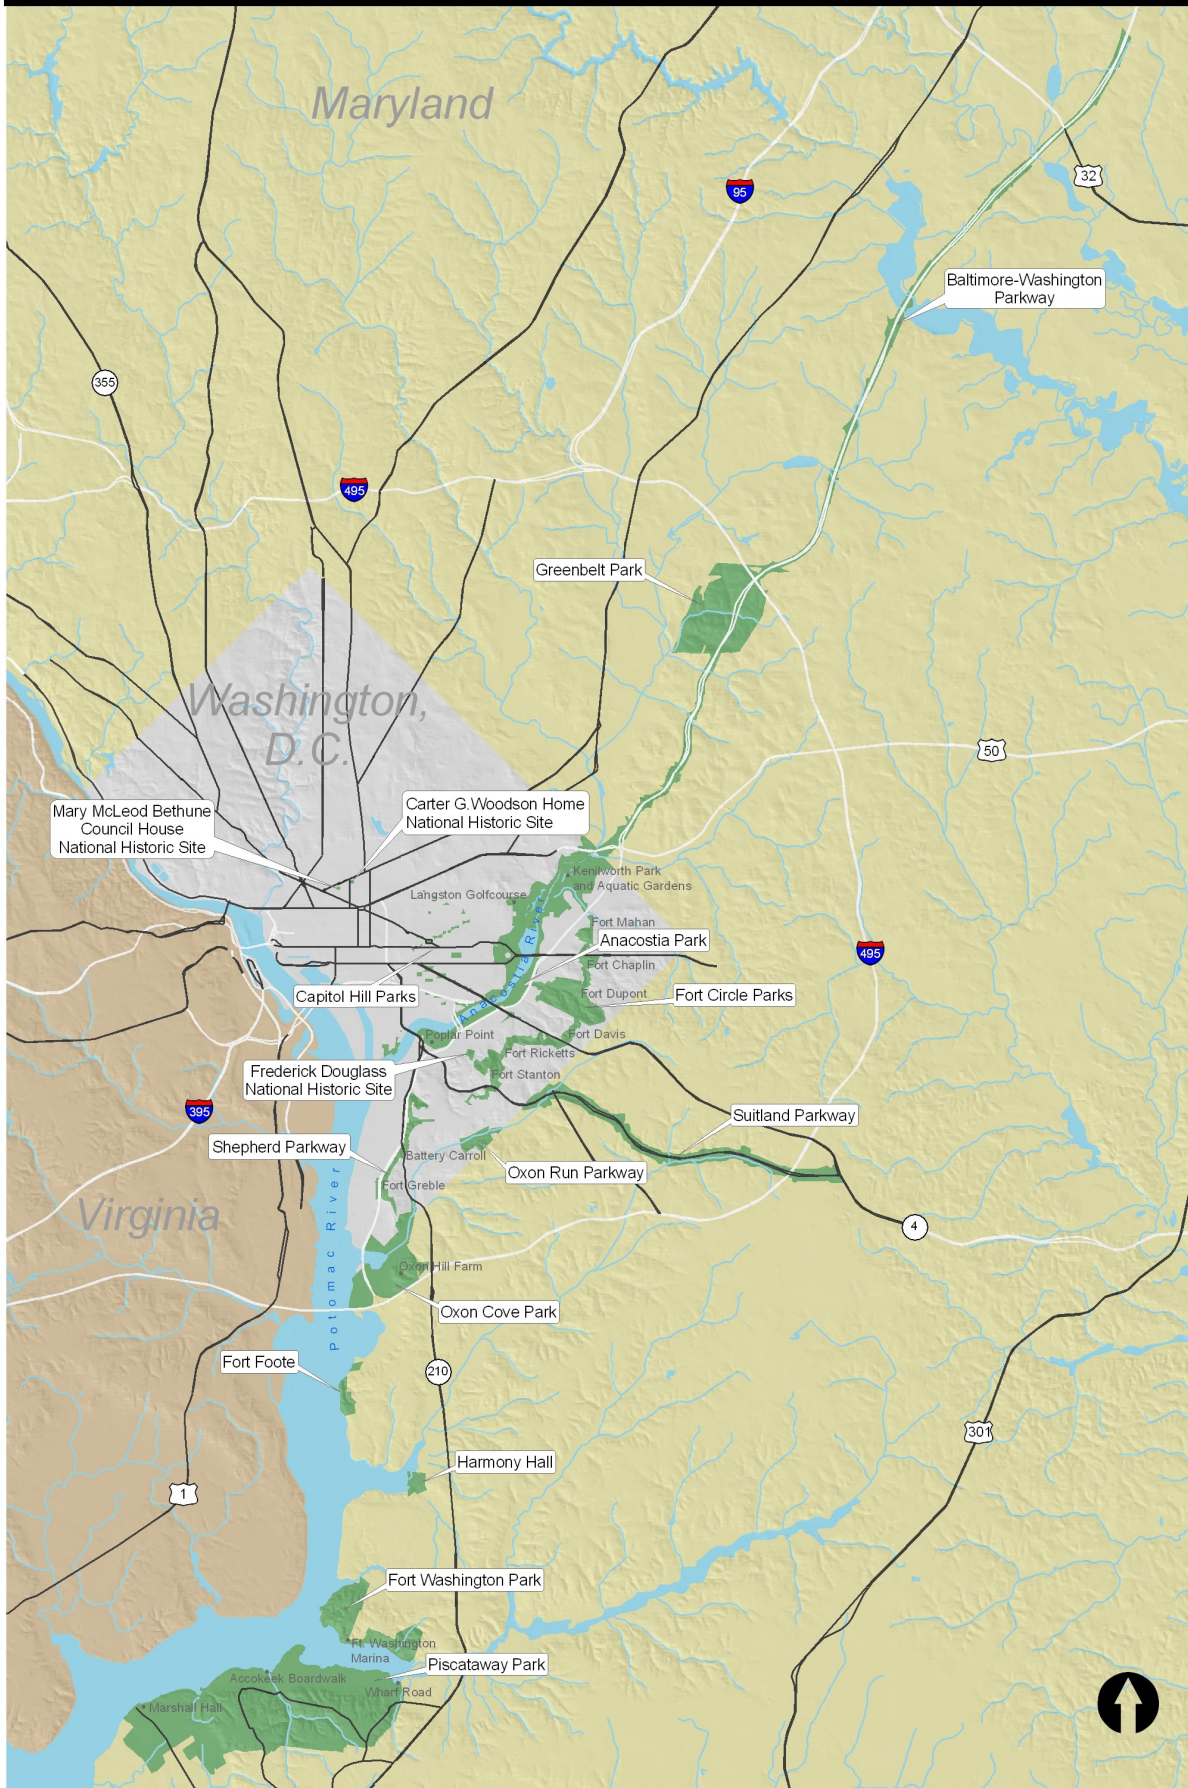 Maryland
95
32
Baltimore-Washington
Parkway
355
495
Greenbelt Park
Washington,
D.C.
50
Mary McLeod Bethune
Council House
National Historic Site
Carter G.Woodson Home
National Historic Site
Kenilworth Park
and Aquatic Gardens
Langston Golfcourse
Fort Mahan
Anacostia Park
495
Fort Chaplin
Capitol Hill Parks
Anacostia River
Fort Dupont
Fort Circle Parks
Poplar Point
Fort Davis
Fort Ricketts
Frederick Douglass
National Historic Site
Fort Stanton
395
Suitland Parkway
Shepherd Parkway
Battery Carroll
Oxon Run Parkway
Fort Greble
Virginia
Potomac River
4
Oxon Hill Farm
Oxon Cove Park
Fort Foote
210
301
Harmony Hall
1
Fort Washington Park
Ft. Washington
Marina
Piscataway Park
Accokeek Boardwalk
Wharf Road
Marshall Hall